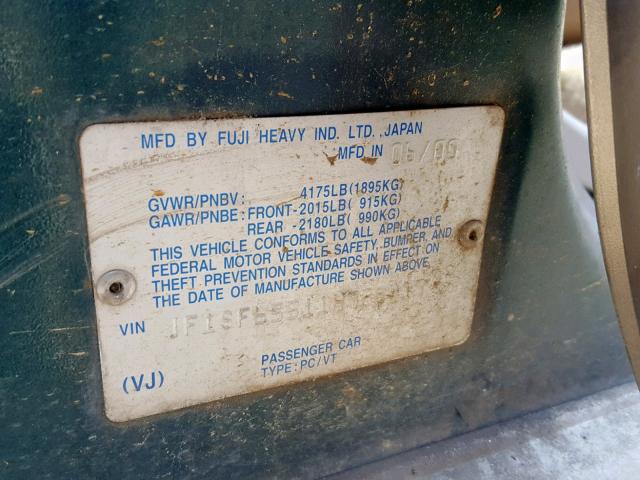 MFD BY FUJI HEAVY IND. LTD. JAPAN
MFD IN 06/00
GVWR/PNBV: 4175LB(1895KG)
GAWR/PNBE: FRONT-2015LB( 915KG)
REAR -2180LB( 990KG)
THIS VEHICLE CONFORMS TO ALL APPLICABLE
FEDERAL MOTOR VEHICLE SAFETY, BUMPER, AND
THEFT PREVENTION STANDARDS IN EFFECT ON
THE DATE OF MANUFACTURE SHOWN ABOVE.
VIN
PASSENGER CAR
(VJ) TYPE:PC/VT